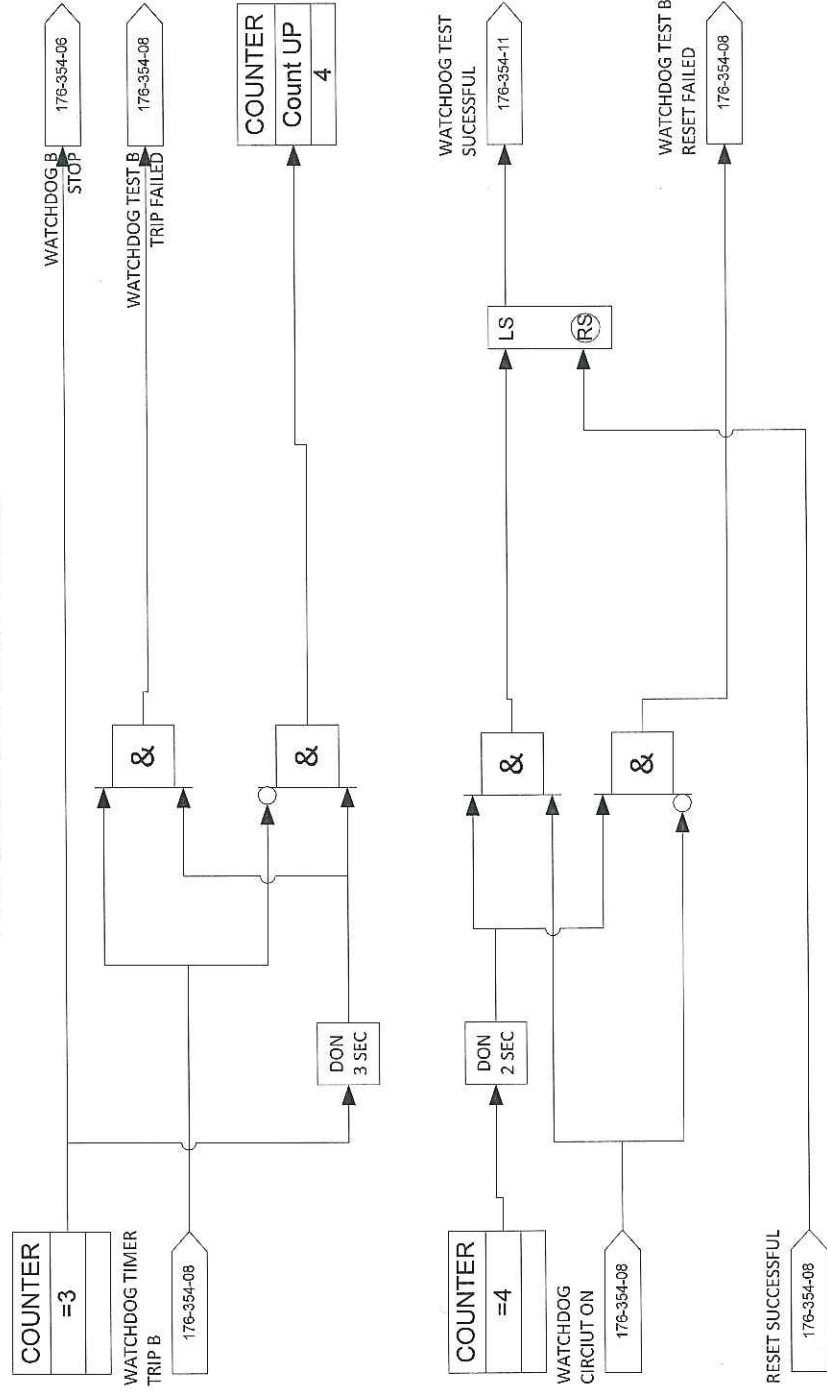 COUNTER
=3
WATCHDOG TIMER
TRIP B
176-354-08
DON
3 SEC
&
&
WATCHDOG B
STOP
176-354-06
WATCHDOG TEST B
TRIP FAILED
176-354-08
COUNTER
Count UP
4
COUNTER
=4
WATCHDOG
CIRCIUT ON
176-354-08
DON
2 SEC
&
&
LS
RS
WATCHDOG TEST
SUCESSFUL
176-354-11
WATCHDOG TEST B
RESET FAILED
176-354-08
RESET SUCCESSFUL
176-354-08